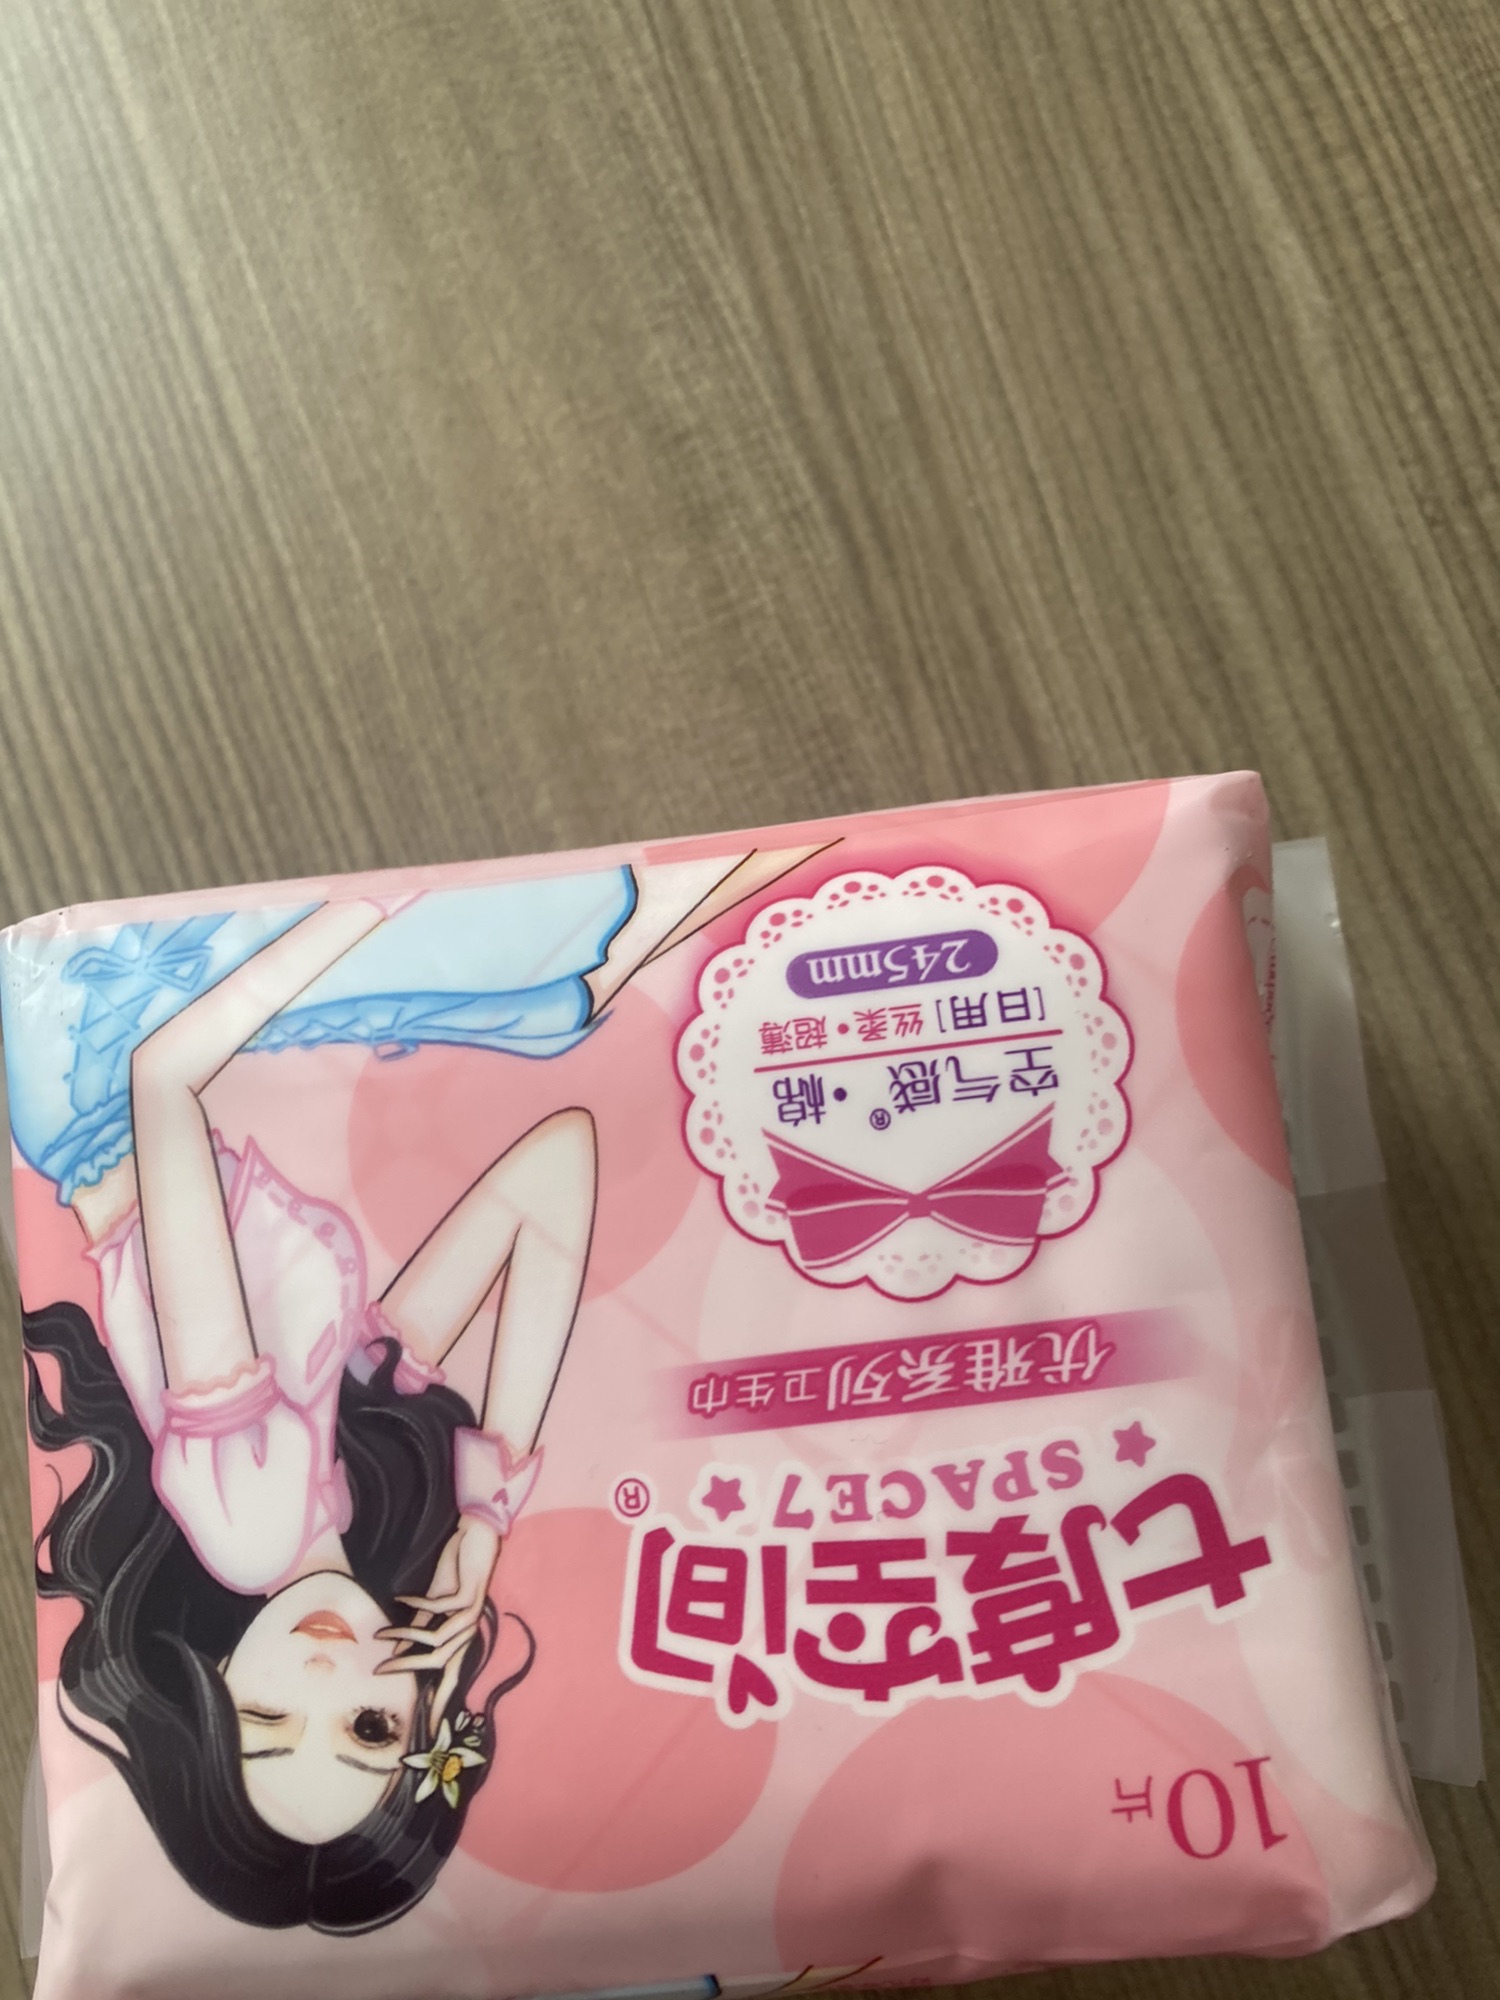 10片
七度空间®
SPACE7
优雅系列卫生巾
空气感®·棉
[日用] 丝柔·超薄
245mm